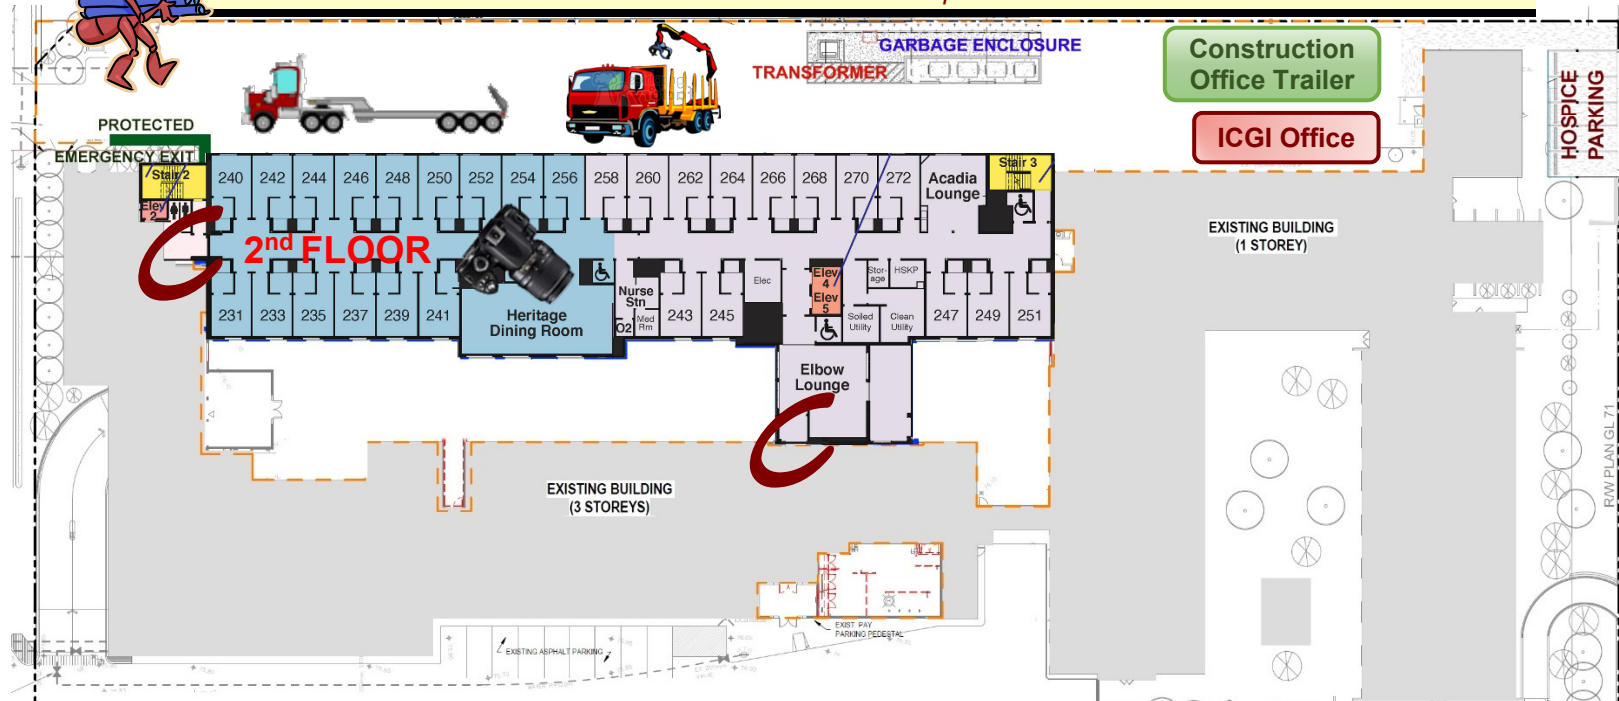 GARBAGE ENCLOSURE
TRANSFORMER
Construction
Office Trailer
ICGI Office
HOSPICE
PARKING
PROTECTED
EMERGENCY EXIT
Stair 2
Elev
2
240 242 244 246 248 250 252 254 256 258 260 262 264 266 268 270 272
Acadia
Lounge
Stair 3
2nd FLOOR
EXISTING BUILDING
(1 STOREY)
Nurse
Stn
Elec
Elev
4
Elev
5
Stor-
age
HSKP
231 233 235 237 239 241
Heritage
Dining Room
O2
Med
Rm
243 245
Soiled
Utility
Clean
Utility
247 249 251
Elbow
Lounge
R/W PLAN GL 71
EXISTING BUILDING
(3 STOREYS)
EXIST PAY
PARKING PEDESTAL
EXISTING ASPHALT PARKING